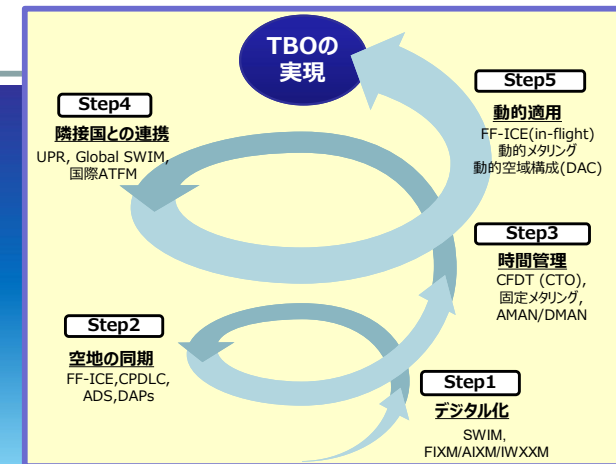 TBOの
実現
Step5
動的適用
FF-ICE(in-flight)
動的メタリング
動的空域構成(DAC)
Step4
隣接国との連携
UPR, Global SWIM,
国際ATFM
Step3
時間管理
CFDT (CTO),
固定メタリング,
AMAN/DMAN
Step2
空地の同期
FF-ICE,CPDLC,
ADS,DAPs
Step1
デジタル化
SWIM,
FIXM/AIXM/IWXXM